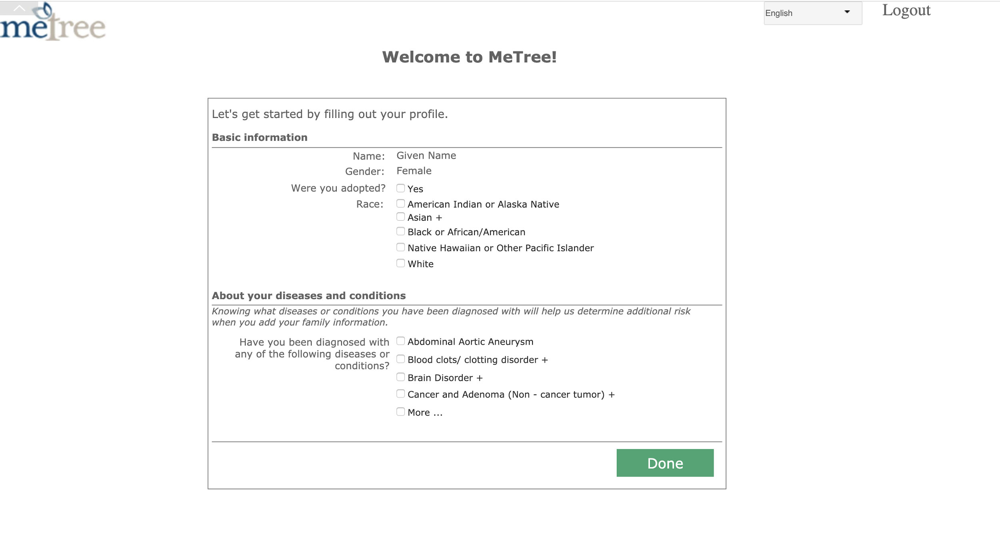 meTree
English
Logout
Welcome to MeTree!
Let's get started by filling out your profile.
Basic information
Name: Given Name
Gender: Female
Were you adopted? Yes
Race: American Indian or Alaska Native
Asian +
Black or African/American
Native Hawaiian or Other Pacific Islander
White
About your diseases and conditions
Knowing what diseases or conditions you have been diagnosed with will help us determine additional risk
when you add your family information.
Have you been diagnosed with
any of the following diseases or
conditions?
Abdominal Aortic Aneurysm
Blood clots/ clotting disorder +
Brain Disorder +
Cancer and Adenoma (Non - cancer tumor) +
More ...
Done